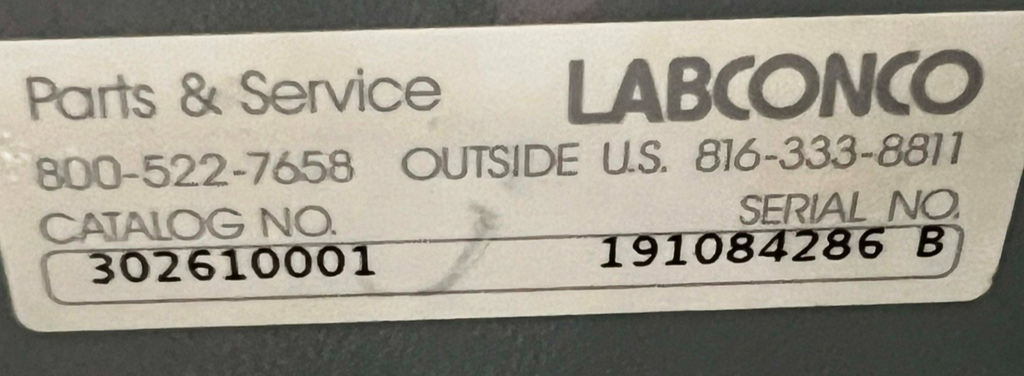 Parts & Service LABCONCO
800-522-7658 OUTSIDE U.S. 816-333-8811
CATALOG NO. SERIAL NO.
302610001 191084286 B